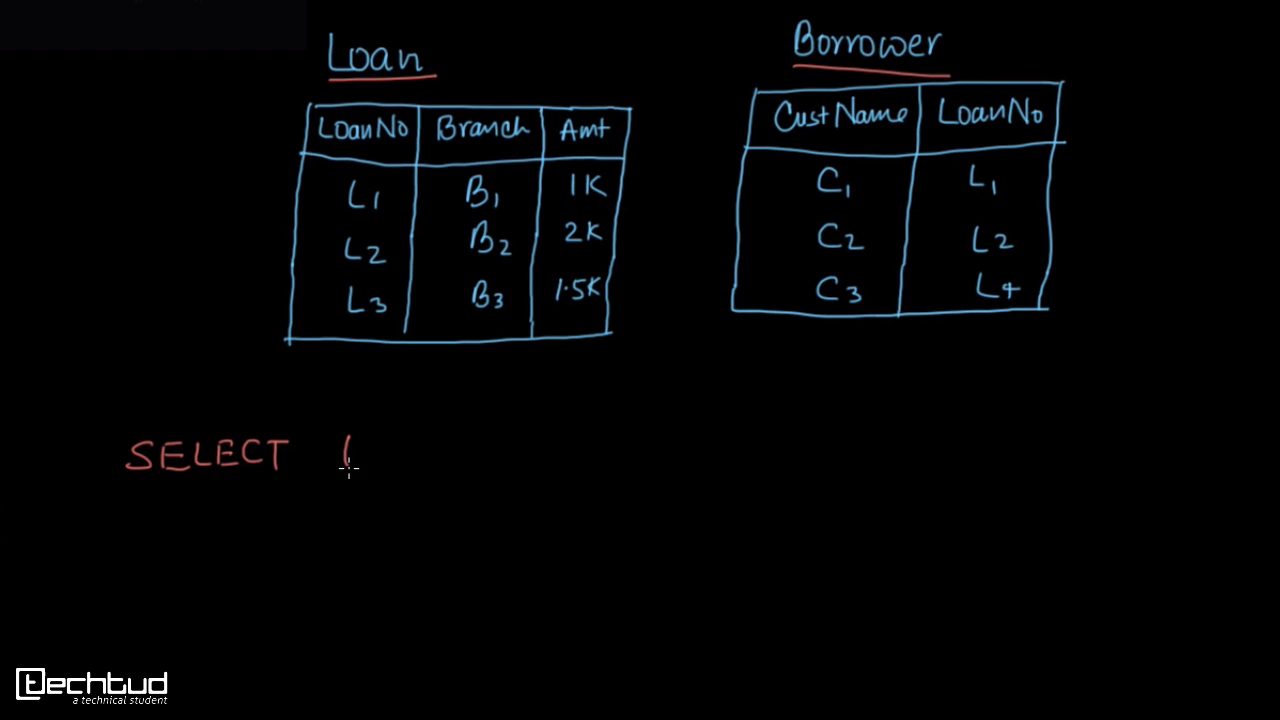 Loan
LoanNo Branch Amt
L1 B1 1K
L2 B2 2K
L3 B3 1.5K
Borrower
CustName LoanNo
C1 L1
C2 L2
C3 L4
SELECT
techtud
a technical student